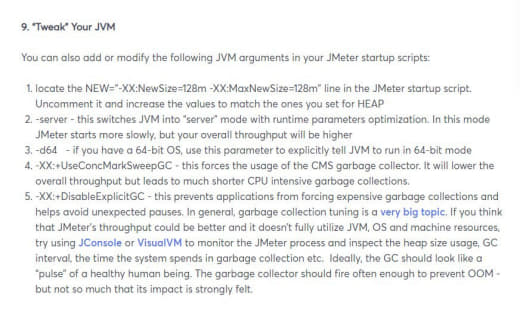 9. "Tweak" Your JVM
You can also add or modify the following JVM arguments in your JMeter startup scripts:
1. locate the NEW="-XX:NewSize=128m -XX:MaxNewSize=128m" line in the JMeter startup script.
Uncomment it and increase the values to match the ones you set for HEAP
2. -server - this switches JVM into "server" mode with runtime parameters optimization. In this mode
JMeter starts more slowly, but your overall throughput will be higher
3. -d64 - if you have a 64-bit OS, use this parameter to explicitly tell JVM to run in 64-bit mode
4. -XX:+UseConcMarkSweepGC - this forces the usage of the CMS garbage collector. It will lower the
overall throughput but leads to much shorter CPU intensive garbage collections.
5. -XX:+DisableExplicitGC - this prevents applications from forcing expensive garbage collections and
helps avoid unexpected pauses. In general, garbage collection tuning is a very big topic. If you think
that JMeter's throughput could be better and it doesn't fully utilize JVM, OS and machine resources,
try using JConsole or VisualVM to monitor the JMeter process and inspect the heap size usage, GC
interval, the time the system spends in garbage collection etc. Ideally, the GC should look like a
"pulse" of a healthy human being. The garbage collector should fire often enough to prevent OOM -
but not so much that its impact is strongly felt.